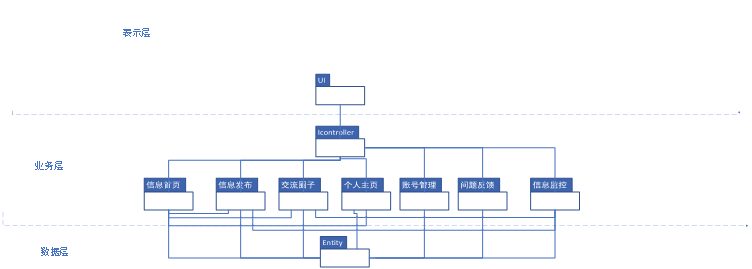 表示层
UI
Icontroller
业务层
信息首页
信息发布
交流圈子
个人主页
账号管理
问题反馈
信息监控
数据层
Entity